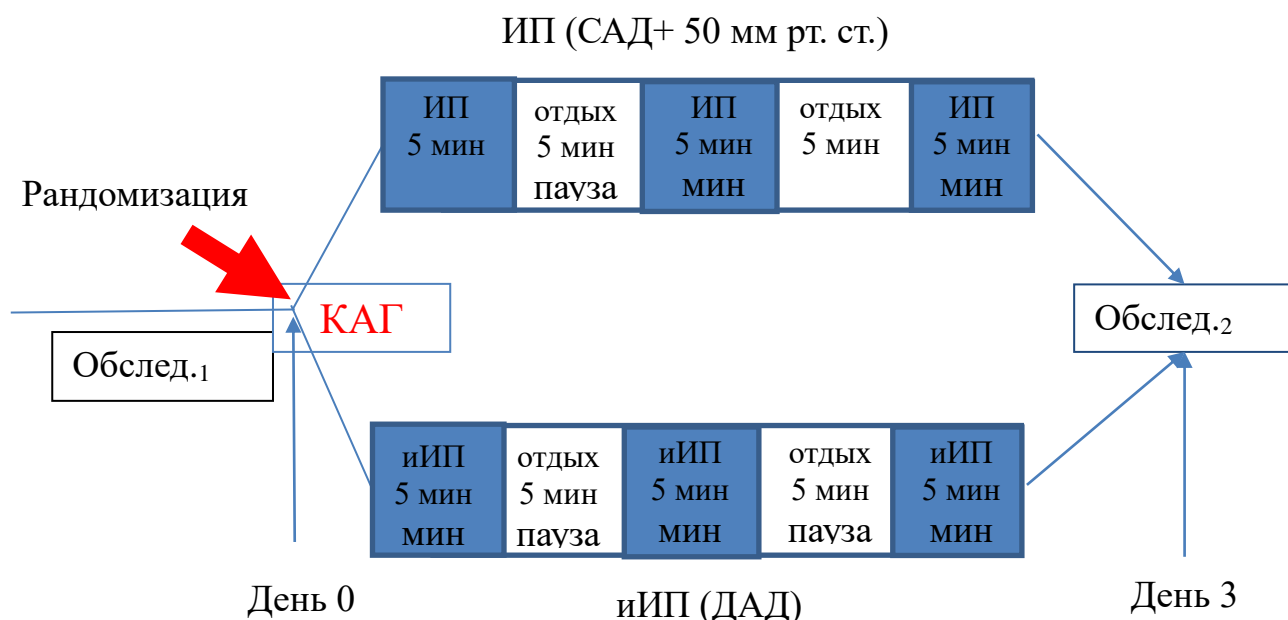 ИП (САД+ 50 мм рт. ст.)
ИП
5 мин
отдых
5 мин
пауза
ИП
5 мин
мин
отдых
5 мин
ИП
5 мин
мин
Рандомизация
КАГ
Обслед.1
Обслед.2
иИП
5 мин
мин
отдых
5 мин
пауза
иИП
5 мин
мин
отдых
5 мин
пауза
иИП
5 мин
мин
День 0
иИП (ДАД)
День 3